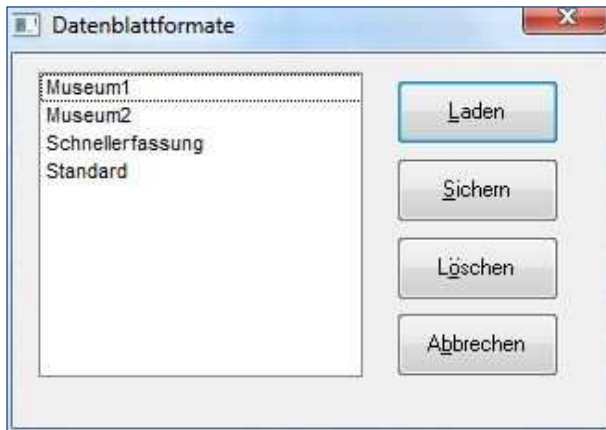 Datenblattformate
Museum1
Museum2
Schnellerfassung
Standard
Laden
Sichern
Löschen
Abbrechen